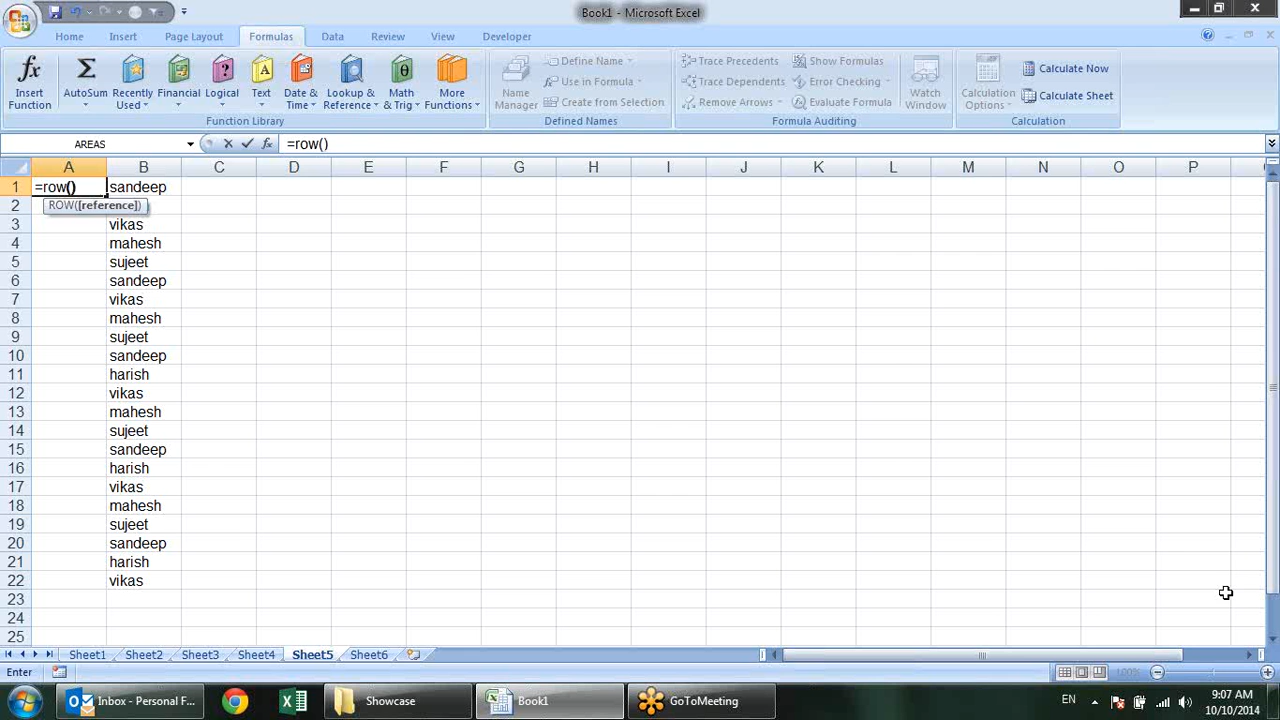 Book1 - Microsoft Excel
Home Insert Page Layout Formulas Data Review View Developer
Insert Function
AutoSum
Recently Used
Financial
Logical
Text
Date & Time
Lookup & Reference
Math & Trig
More Functions
Function Library
Name Manager
Define Name
Use in Formula
Create from Selection
Defined Names
Trace Precedents
Trace Dependents
Remove Arrows
Show Formulas
Error Checking
Evaluate Formula
Formula Auditing
Watch Window
Calculation Options
Calculate Now
Calculate Sheet
Calculation
AREAS fx =row()
A B C D E F G H I J K L M N O P
1 =row() sandeep
2 ROW([reference])
3 vikas
4 mahesh
5 sujeet
6 sandeep
7 vikas
8 mahesh
9 sujeet
10 sandeep
11 harish
12 vikas
13 mahesh
14 sujeet
15 sandeep
16 harish
17 vikas
18 mahesh
19 sujeet
20 sandeep
21 harish
22 vikas
23
24
25
Sheet1 Sheet2 Sheet3 Sheet4 Sheet5 Sheet6
Enter 100%
Inbox - Personal F... Showcase Book1 GoToMeeting EN 9:07 AM
10/10/2014